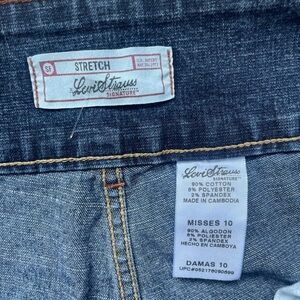 SF
STRETCH
Levi Strauss
SIGNATURE
Levi Strauss
SIGNATURE
90% COTTON
8% POLYESTER
2% SPANDEX
MADE IN CAMBODIA
MISSES 10
90% ALGODON
8% POLIESTER
2% SPANDEX
HECHO EN CAMBOYA
DAMAS 10